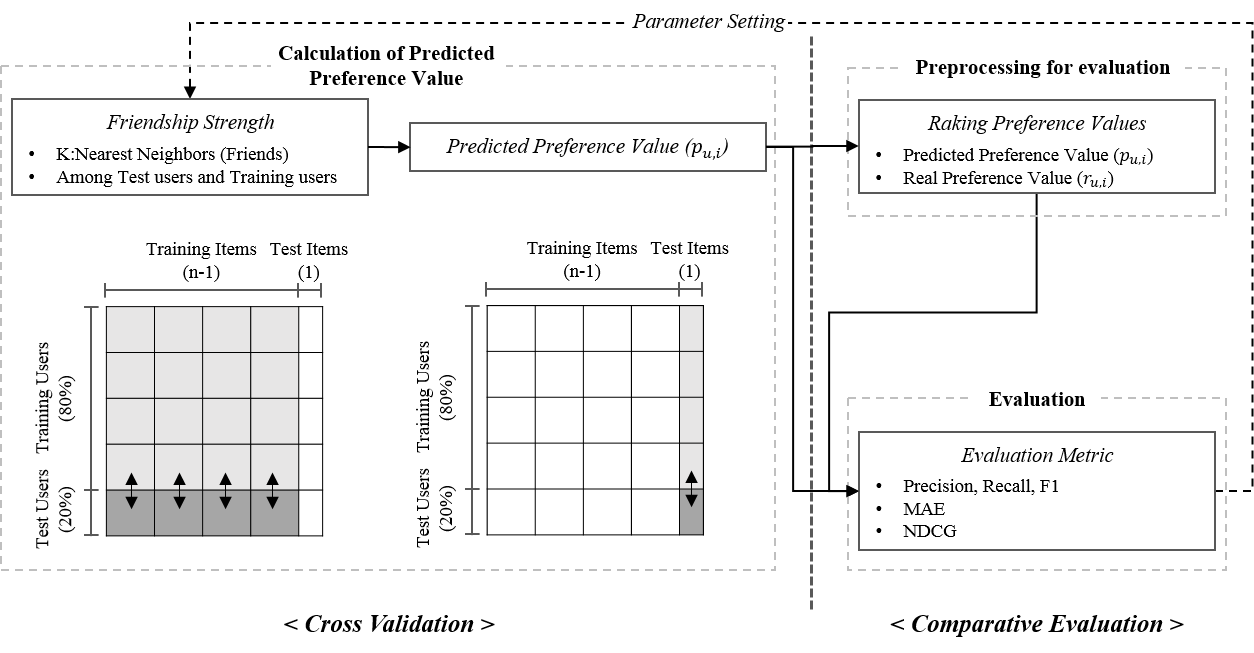 Parameter Setting
Calculation of Predicted
Preference Value
Friendship Strength
• K:Nearest Neighbors (Friends)
• Among Test users and Training users
Predicted Preference Value (p_{u,i})
Training Items
(n-1)
Test Items
(1)
Training Users
(80%)
Test Users
(20%)
Training Items
(n-1)
Test Items
(1)
Training Users
(80%)
Test Users
(20%)
< Cross Validation >
Preprocessing for evaluation
Raking Preference Values
• Predicted Preference Value (p_{u,i})
• Real Preference Value (r_{u,i})
Evaluation
Evaluation Metric
• Precision, Recall, F1
• MAE
• NDCG
< Comparative Evaluation >